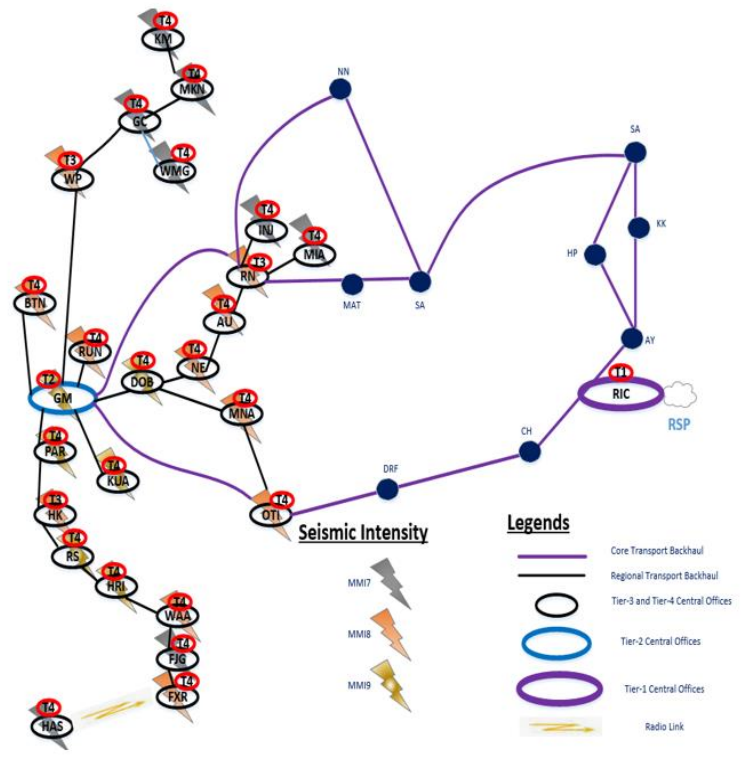 T4
KM
T4
MKN
T4
GC
T4
WMG
T3
WP
NN
SA
KK
HP
AY
T4
INJ
T4
MIA
T3
RN
MAT
SA
T4
BTN
T4
AU
T4
RUN
T4
NE
T4
DOB
T2
GM
T4
MNA
T1
RIC
RSP
T4
PAR
T4
KUA
CH
DRF
T3
HK
T4
OTI
T4
RS
T4
HRI
T4
WAA
T4
FJG
T4
FXR
T4
HAS
Seismic Intensity
MMI7
MMI8
MMI9
Legends
Core Transport Backhaul
Regional Transport Backhaul
Tier-3 and Tier-4 Central Offices
Tier-2 Central Offices
Tier-1 Central Offices
Radio Link